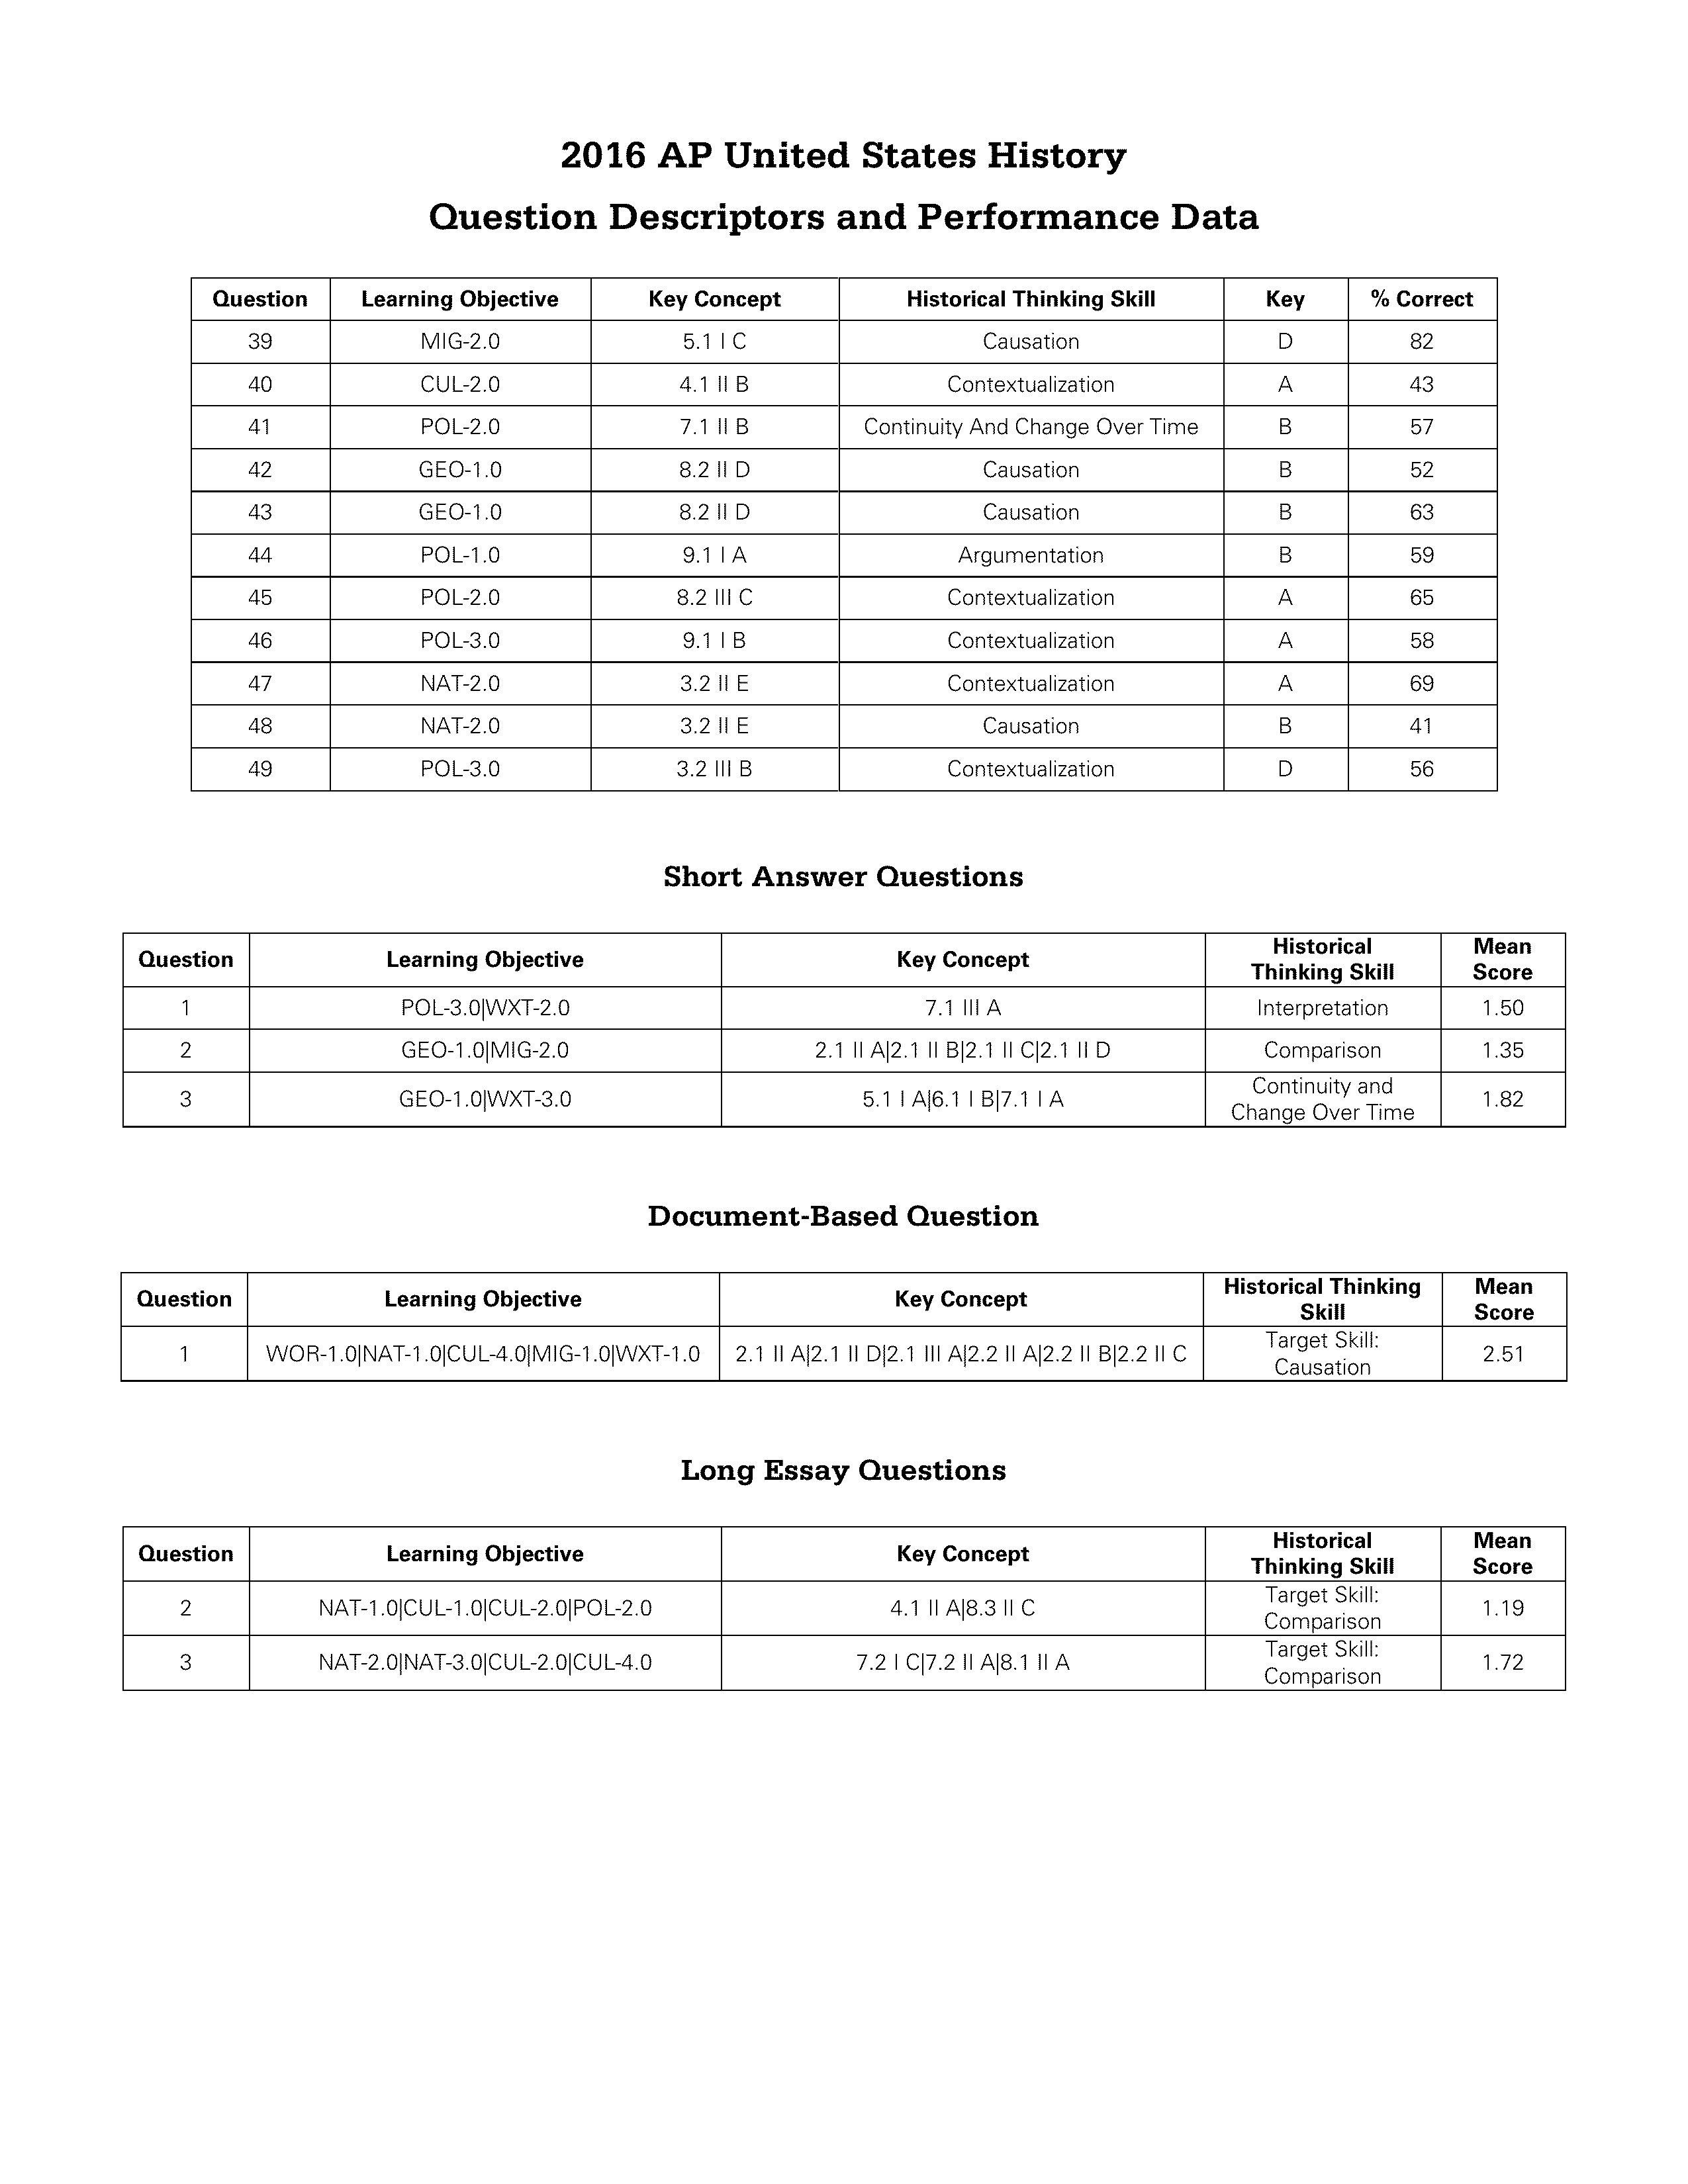 2016 AP United States History
Question Descriptors and Performance Data
Question Learning Objective Key Concept Historical Thinking Skill Key % Correct
39 MIG-2.0 5.1 I C Causation D 82
40 CUL-2.0 4.1 II B Contextualization A 43
41 POL-2.0 7.1 II B Continuity And Change Over Time B 57
42 GEO-1.0 8.2 II D Causation B 52
43 GEO-1.0 8.2 II D Causation B 63
44 POL-1.0 9.1 I A Argumentation B 59
45 POL-2.0 8.2 III C Contextualization A 65
46 POL-3.0 9.1 I B Contextualization A 58
47 NAT-2.0 3.2 II E Contextualization A 69
48 NAT-2.0 3.2 II E Causation B 41
49 POL-3.0 3.2 III B Contextualization D 56
Short Answer Questions
Question Learning Objective Key Concept Historical Thinking Skill Mean Score
1 POL-3.0|WXT-2.0 7.1 III A Interpretation 1.50
2 GEO-1.0|MIG-2.0 2.1 II A|2.1 II B|2.1 II C|2.1 II D Comparison 1.35
3 GEO-1.0|WXT-3.0 5.1 I A|6.1 I B|7.1 I A Continuity and Change Over Time 1.82
Document-Based Question
Question Learning Objective Key Concept Historical Thinking Skill Mean Score
1 WOR-1.0|NAT-1.0|CUL-4.0|MIG-1.0|WXT-1.0 2.1 II A|2.1 II D|2.1 III A|2.2 II A|2.2 II B|2.2 II C Target Skill: Causation 2.51
Long Essay Questions
Question Learning Objective Key Concept Historical Thinking Skill Mean Score
2 NAT-1.0|CUL-1.0|CUL-2.0|POL-2.0 4.1 II A|8.3 II C Target Skill: Comparison 1.19
3 NAT-2.0|NAT-3.0|CUL-2.0|CUL-4.0 7.2 I C|7.2 II A|8.1 II A Target Skill: Comparison 1.72